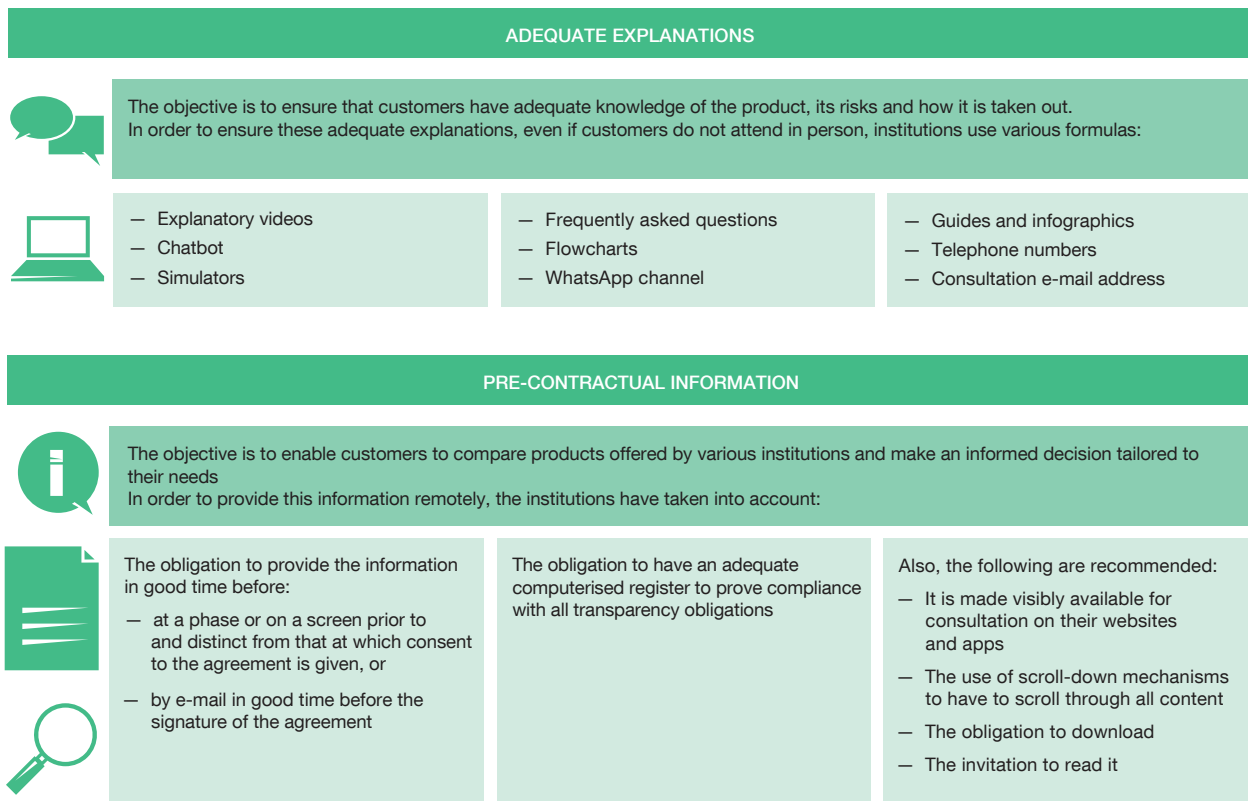 ADEQUATE EXPLANATIONS
The objective is to ensure that customers have adequate knowledge of the product, its risks and how it is taken out.
In order to ensure these adequate explanations, even if customers do not attend in person, institutions use various formulas:
— Explanatory videos
— Chatbot
— Simulators
— Frequently asked questions
— Flowcharts
— WhatsApp channel
— Guides and infographics
— Telephone numbers
— Consultation e-mail address
PRE-CONTRACTUAL INFORMATION
The objective is to enable customers to compare products offered by various institutions and make an informed decision tailored to
their needs
In order to provide this information remotely, the institutions have taken into account:
The obligation to provide the information
in good time before:
— at a phase or on a screen prior to
and distinct from that at which consent
to the agreement is given, or
— by e-mail in good time before the
signature of the agreement
The obligation to have an adequate
computerised register to prove compliance
with all transparency obligations
Also, the following are recommended:
— It is made visibly available for
consultation on their websites
and apps
— The use of scroll-down mechanisms
to have to scroll through all content
— The obligation to download
— The invitation to read it